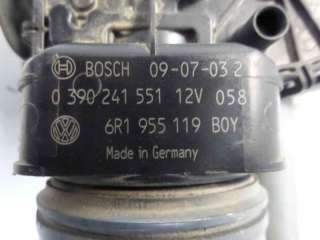 BOSCH 09-07-03 2
0 390 241 551 12V 058
6R1 955 119 BOY
Made in Germany